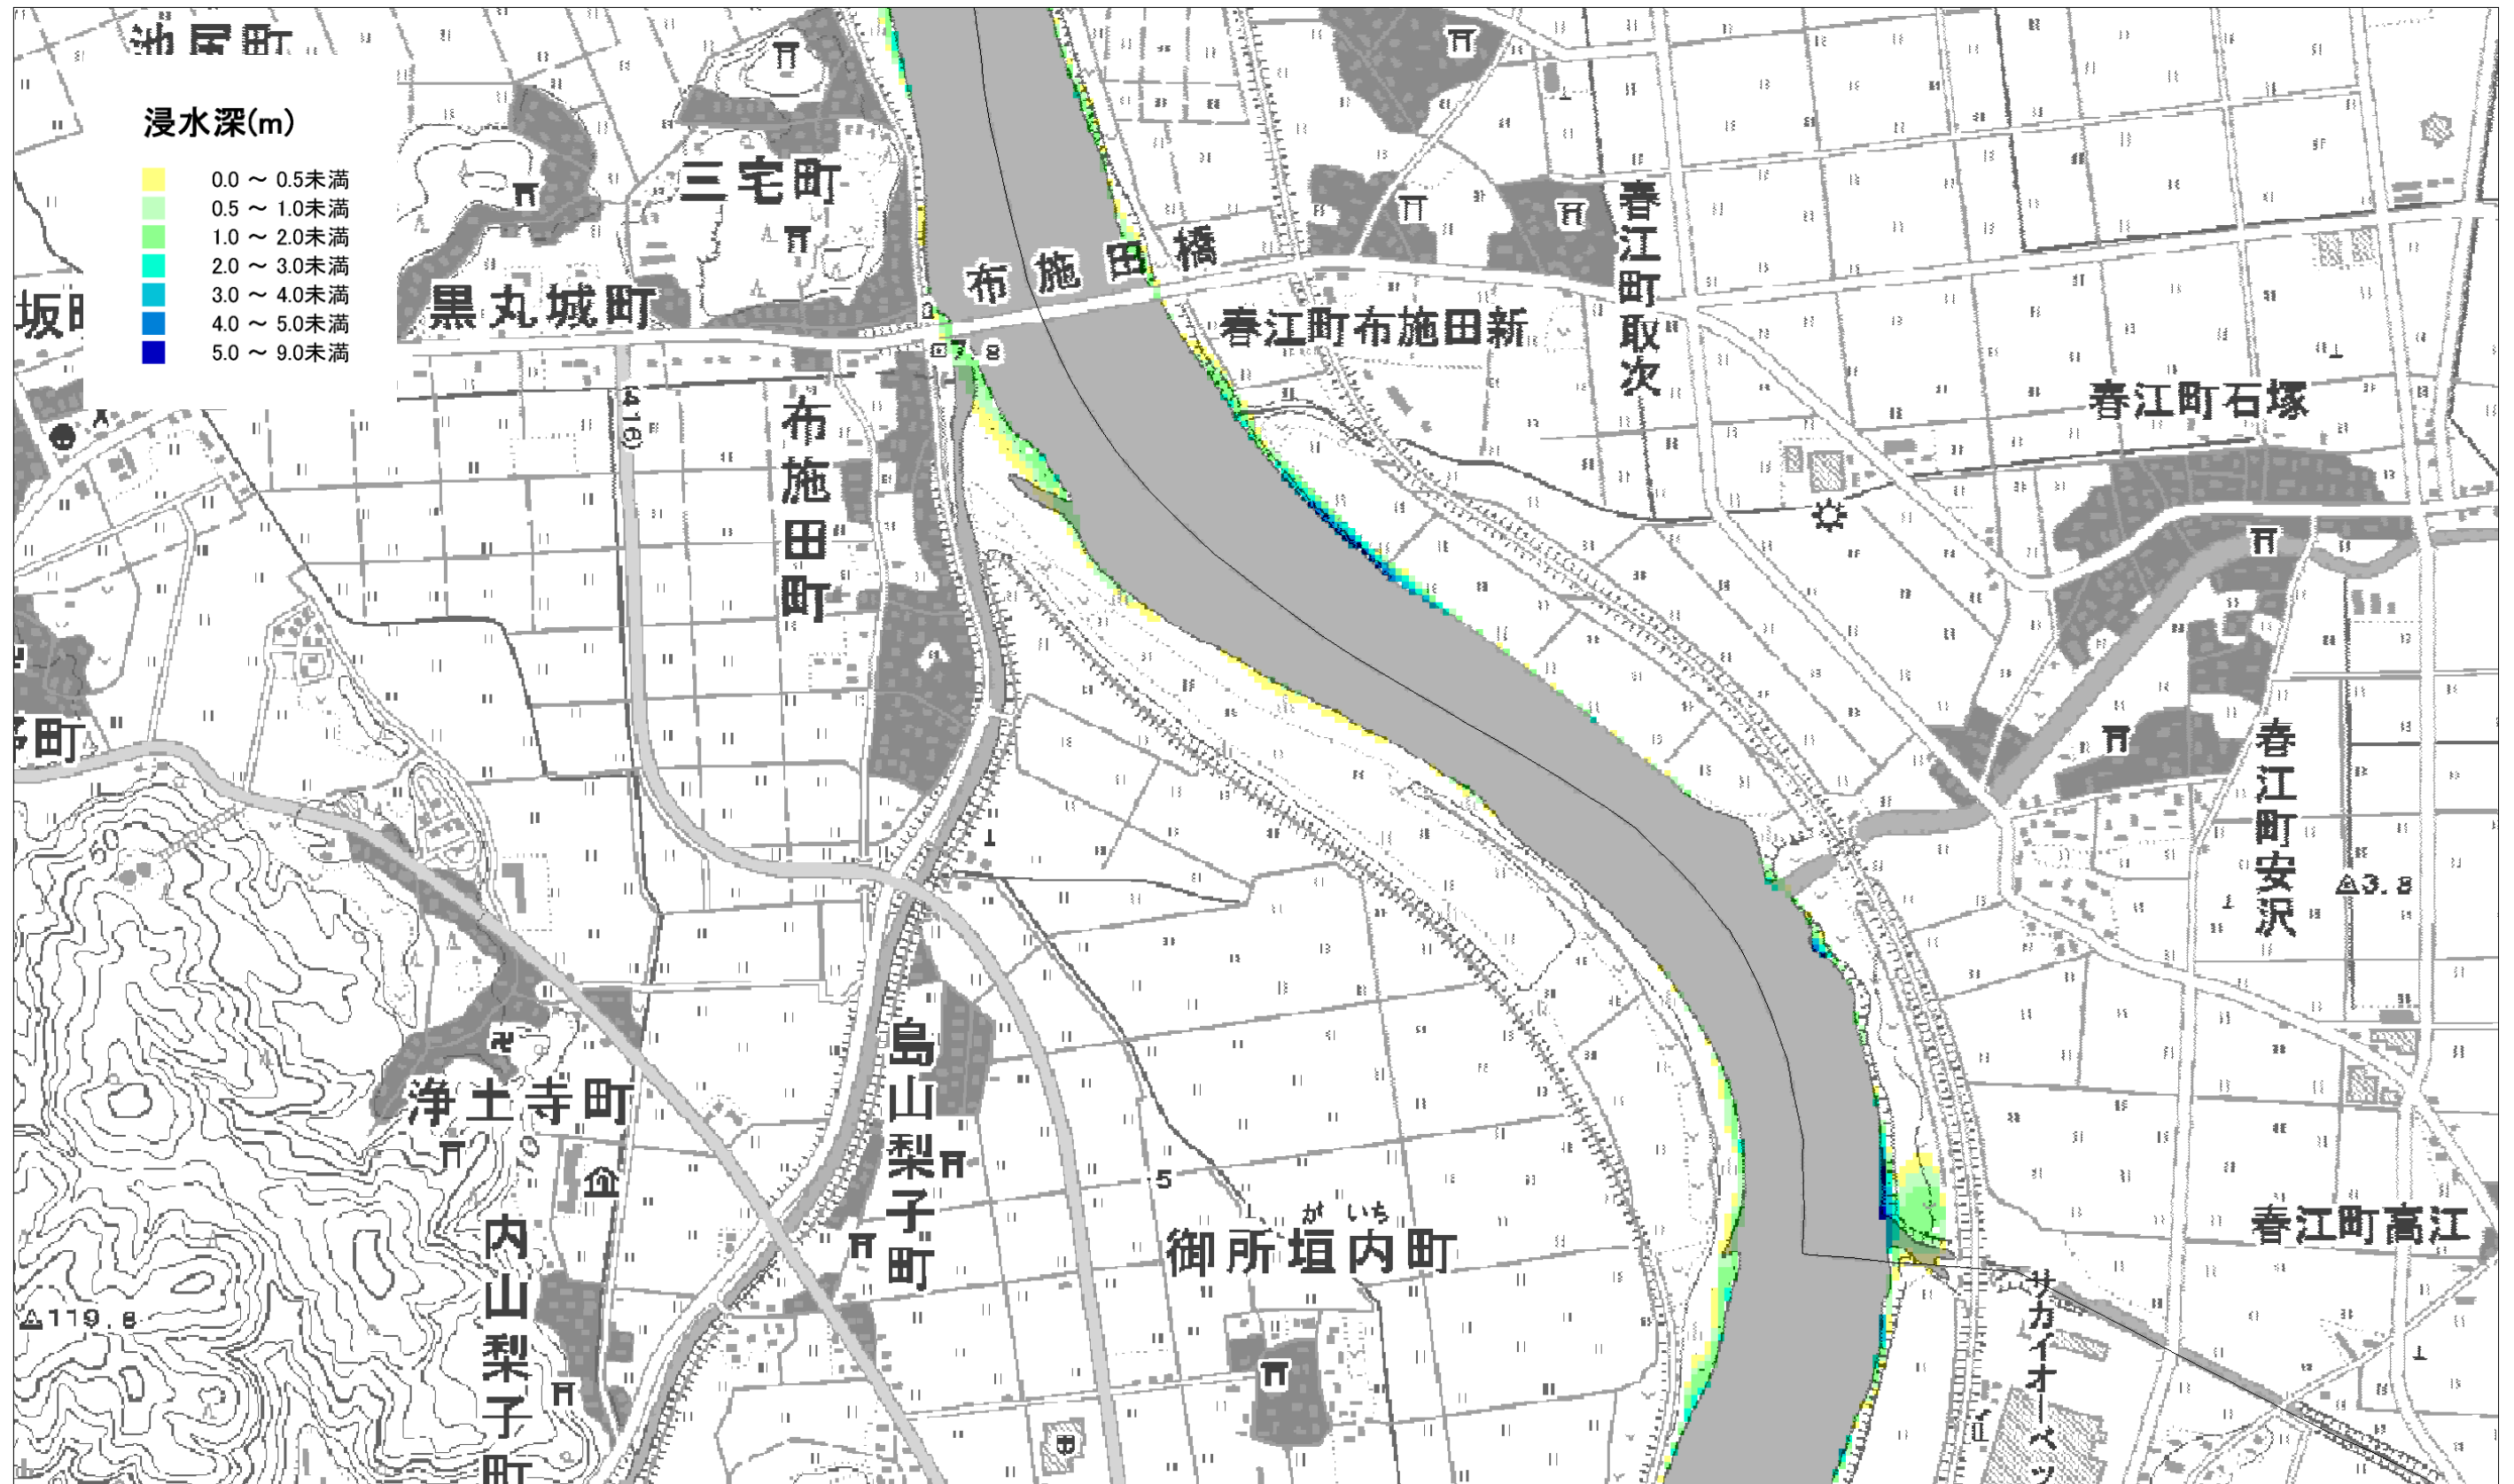 浸水深(m)
0.0 ～ 0.5未満
0.5 ～ 1.0未満
1.0 ～ 2.0未満
2.0 ～ 3.0未満
3.0 ～ 4.0未満
4.0 ～ 5.0未満
5.0 ～ 9.0未満
三宅町
黒丸城町
布施田橋
春江町布施田新
春江町取次
春江町石塚
7.8
(416)
布施田町
春江町安沢
3.8
60
浄土寺町
島山梨子町
10
5
がいち
御所垣内町
春江町高江
内山梨子町
119.8